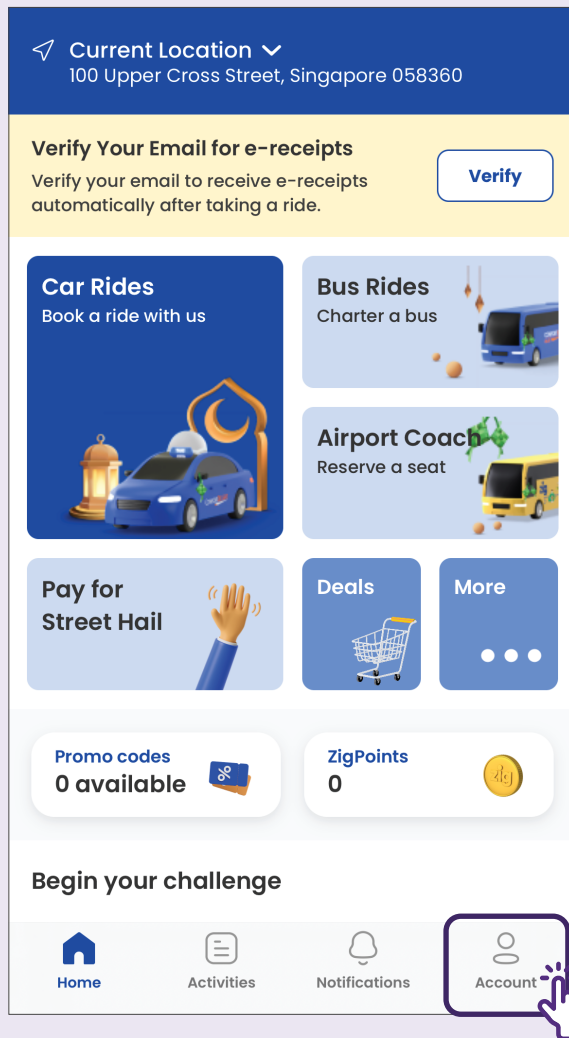 Current Location
100 Upper Cross Street, Singapore 058360
Verify Your Email for e-receipts
Verify your email to receive e-receipts
automatically after taking a ride.
Verify
Car Rides
Book a ride with us
Bus Rides
Charter a bus
Airport Coach
Reserve a seat
Pay for
Street Hail
Deals
More
Promo codes
0 available
%
ZigPoints
0
zig
Begin your challenge
Home
Activities
Notifications
Account